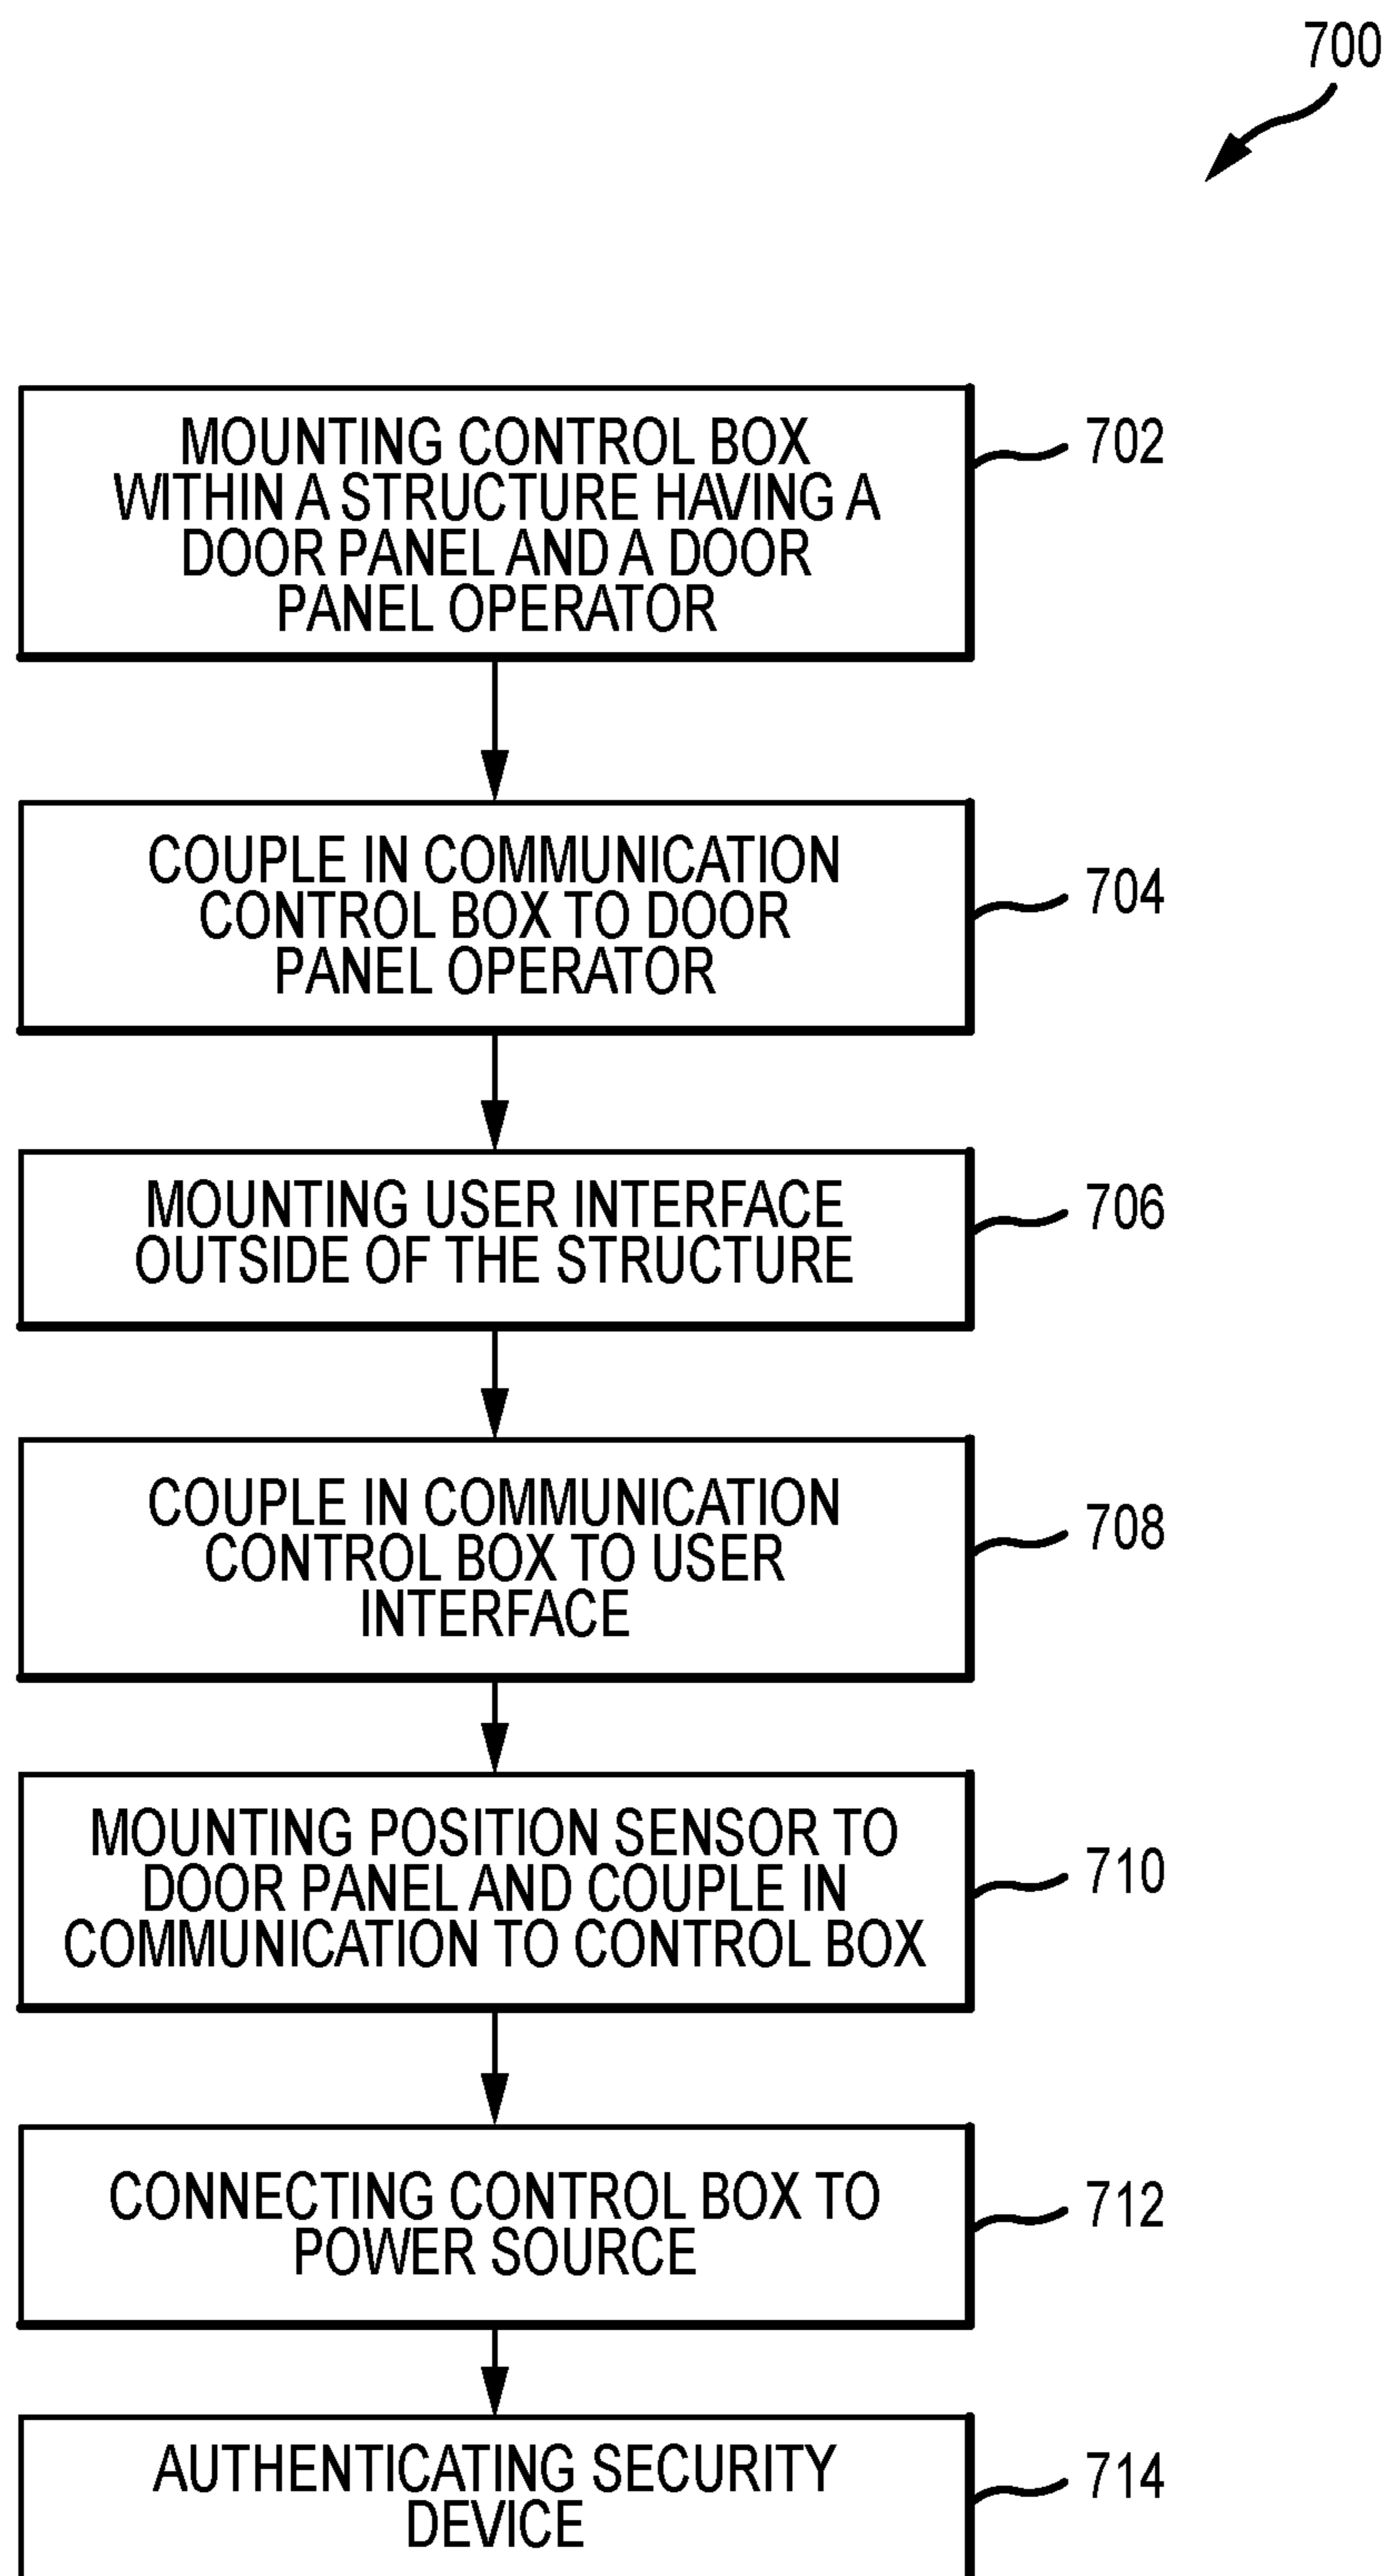 700
MOUNTING CONTROL BOX
WITHIN A STRUCTURE HAVING A
DOOR PANEL AND A DOOR
PANEL OPERATOR
702
COUPLE IN COMMUNICATION
CONTROL BOX TO DOOR
PANEL OPERATOR
704
MOUNTING USER INTERFACE
OUTSIDE OF THE STRUCTURE
706
COUPLE IN COMMUNICATION
CONTROL BOX TO USER
INTERFACE
708
MOUNTING POSITION SENSOR TO
DOOR PANEL AND COUPLE IN
COMMUNICATION TO CONTROL BOX
710
CONNECTING CONTROL BOX TO
POWER SOURCE
712
AUTHENTICATING SECURITY
DEVICE
714